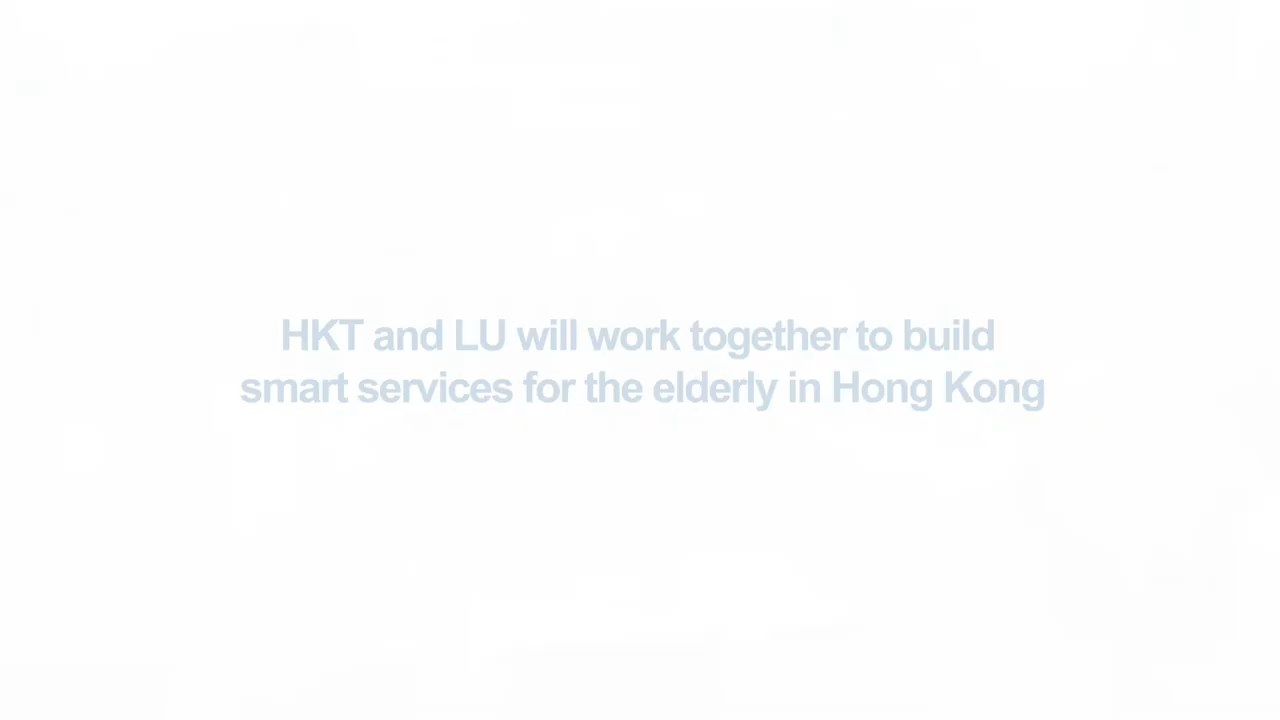 HKT and LU will work together to build
smart services for the elderly in Hong Kong